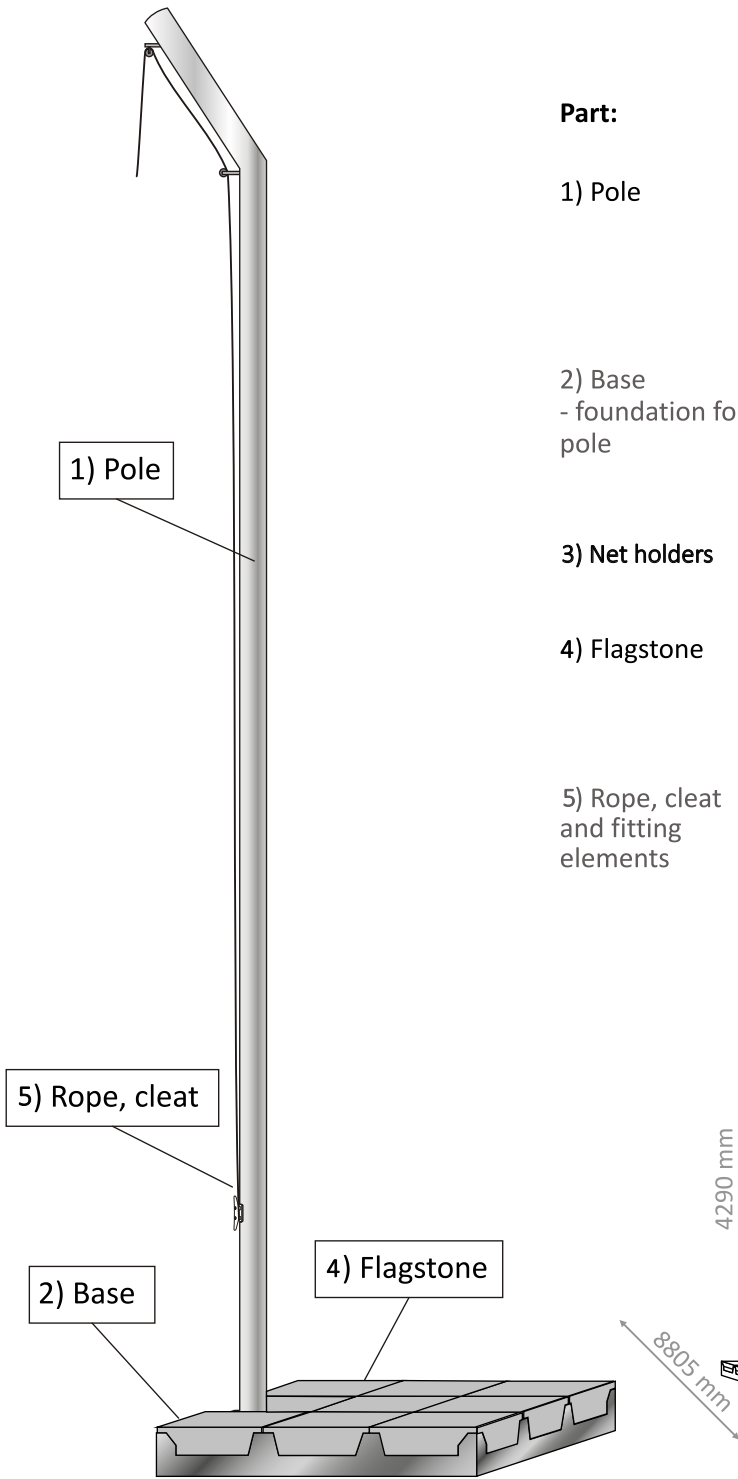 Part:
1) Pole
2) Base
- foundation fo
pole
1) Pole
3) Net holders
4) Flagstone
5) Rope, cleat
and fitting
elements
5) Rope, cleat
4290 mm
4) Flagstone
2) Base
8805 mm